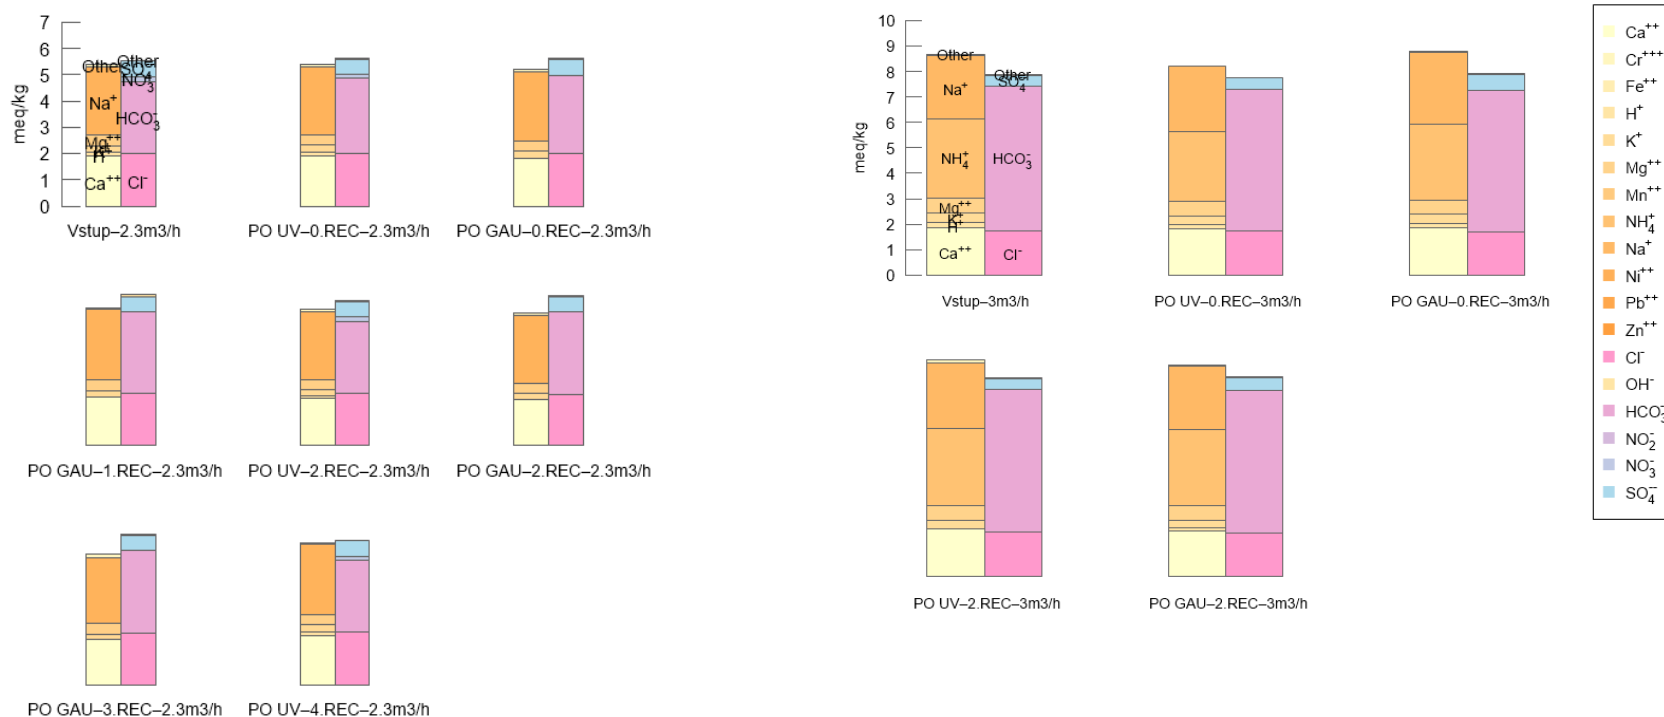 7
6
5
4
3
2
1
0
meq/kg
Other
Other
SO₄⁻⁻
NO₃⁻
Na⁺
HCO₃⁻
Mg⁺⁺
K⁺
H⁺
Ca⁺⁺
Cl⁻
Vstup–2.3m3/h
PO UV–0.REC–2.3m3/h
PO GAU–0.REC–2.3m3/h
PO GAU–1.REC–2.3m3/h
PO UV–2.REC–2.3m3/h
PO GAU–2.REC–2.3m3/h
PO GAU–3.REC–2.3m3/h
PO UV–4.REC–2.3m3/h
10
9
8
7
6
5
4
3
2
1
0
meq/kg
Other
Other
SO₄⁻⁻
Na⁺
NH₄⁺
HCO₃⁻
Mg⁺⁺
K⁺
H⁺
Ca⁺⁺
Cl⁻
Vstup–3m3/h
PO UV–0.REC–3m3/h
PO GAU–0.REC–3m3/h
PO UV–2.REC–3m3/h
PO GAU–2.REC–3m3/h
Ca⁺⁺
Cr⁺⁺⁺
Fe⁺⁺
H⁺
K⁺
Mg⁺⁺
Mn⁺⁺
NH₄⁺
Na⁺
Ni⁺⁺
Pb⁺⁺
Zn⁺⁺
Cl⁻
OH⁻
HCO₃⁻
NO₂⁻
NO₃⁻
SO₄⁻⁻